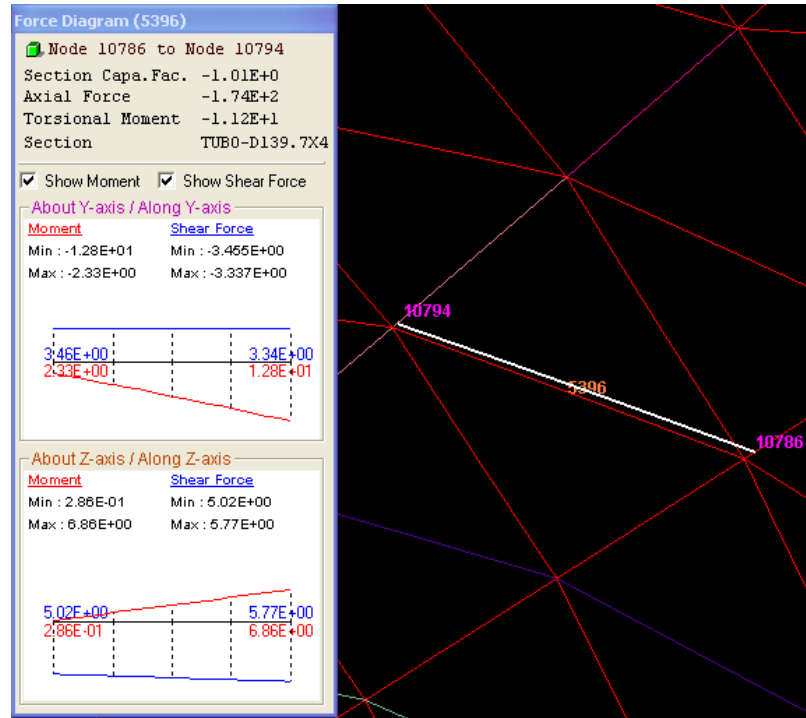 Force Diagram (5396)
Node 10786 to Node 10794
Section Capa.Fac. -1.01E+0
Axial Force -1.74E+2
Torsional Moment -1.12E+1
Section TUBO-D139.7X4
Show Moment Show Shear Force
About Y-axis / Along Y-axis
Moment Shear Force
Min : -1.28E+01 Min : -3.455E+00
Max : -2.33E+00 Max : -3.337E+00
3.46E+00 3.34E+00
2.33E+00 1.28E+01
About Z-axis / Along Z-axis
Moment Shear Force
Min : 2.86E-01 Min : 5.02E+00
Max : 6.86E+00 Max : 5.77E+00
5.02E+00 5.77E+00
2.86E-01 6.86E+00
10794
5396
10786